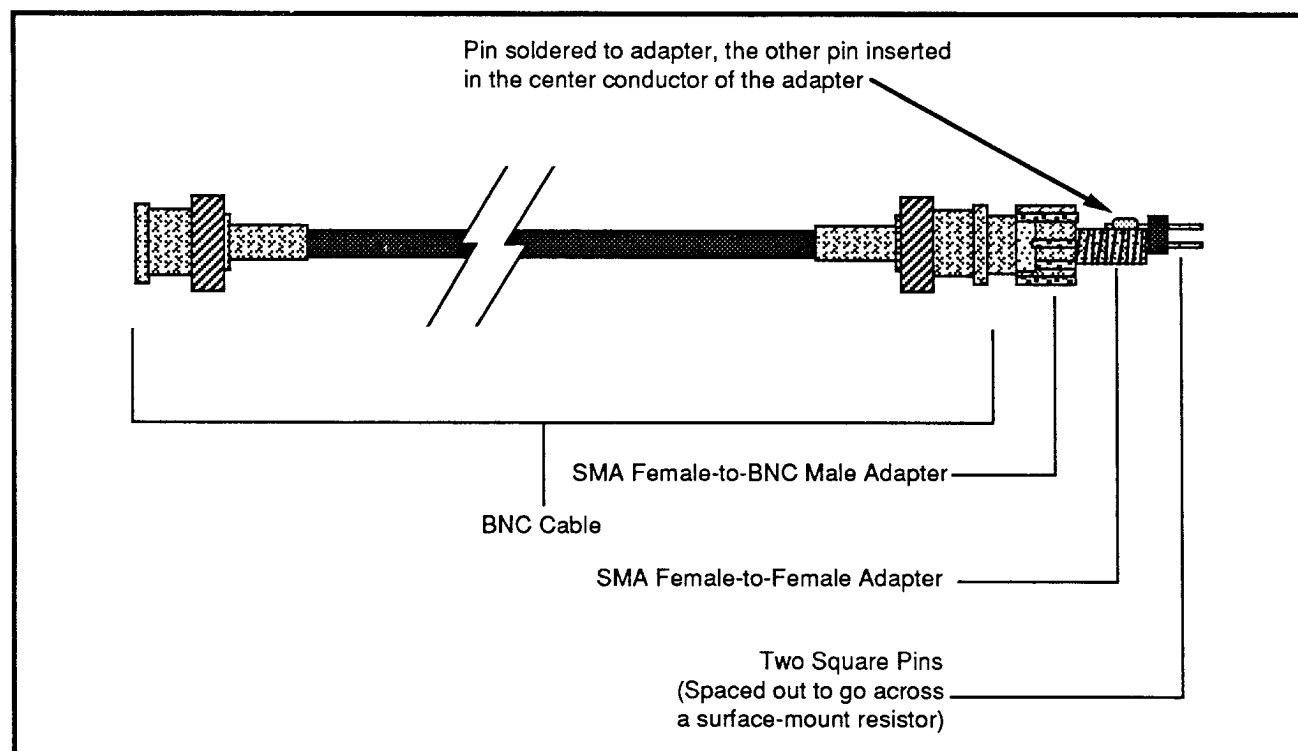 Pin soldered to adapter, the other pin inserted
in the center conductor of the adapter
SMA Female-to-BNC Male Adapter
BNC Cable
SMA Female-to-Female Adapter
Two Square Pins
(Spaced out to go across
a surface-mount resistor)